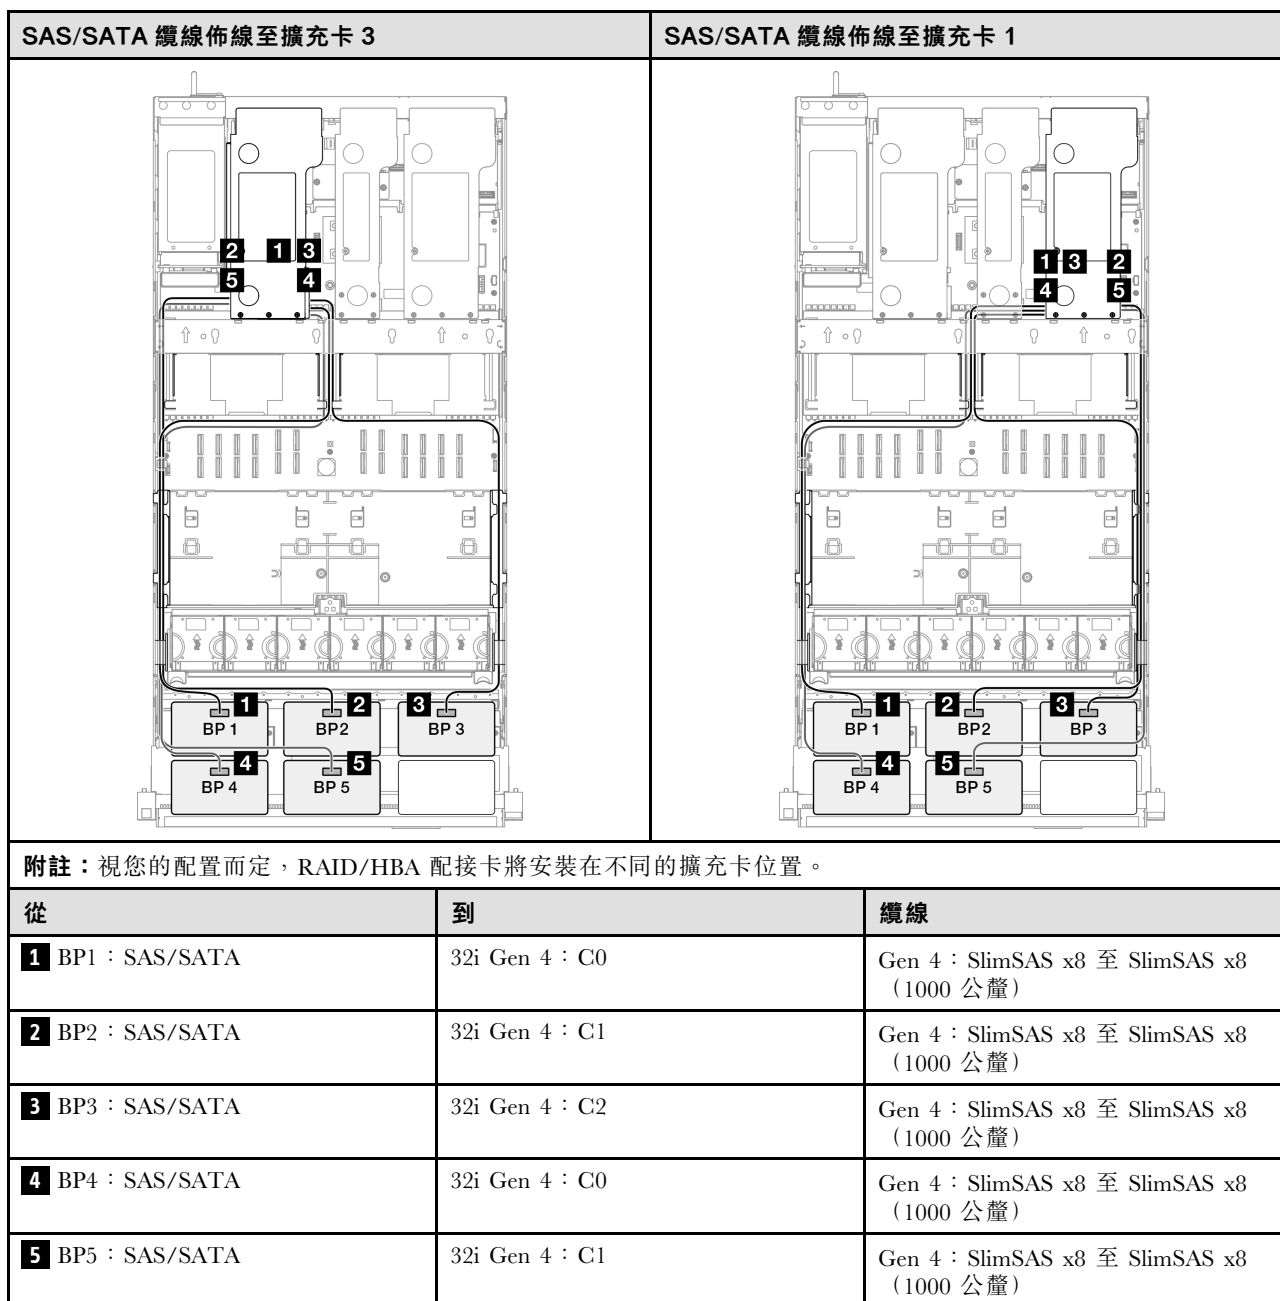 SAS/SATA 纜線佈線至擴充卡 3
SAS/SATA 纜線佈線至擴充卡 1
2 1 3
5 4
1 3 2
4 5
1 2 3
BP 1 BP2 BP 3
4 5
BP 4 BP 5
1 2 3
BP 1 BP2 BP 3
4 5
BP 4 BP 5
附註：視您的配置而定，RAID/HBA 配接卡將安裝在不同的擴充卡位置。
從 到 纜線
1 BP1：SAS/SATA 32i Gen 4：C0 Gen 4：SlimSAS x8 至 SlimSAS x8
（1000 公釐）
2 BP2：SAS/SATA 32i Gen 4：C1 Gen 4：SlimSAS x8 至 SlimSAS x8
（1000 公釐）
3 BP3：SAS/SATA 32i Gen 4：C2 Gen 4：SlimSAS x8 至 SlimSAS x8
（1000 公釐）
4 BP4：SAS/SATA 32i Gen 4：C0 Gen 4：SlimSAS x8 至 SlimSAS x8
（1000 公釐）
5 BP5：SAS/SATA 32i Gen 4：C1 Gen 4：SlimSAS x8 至 SlimSAS x8
（1000 公釐）